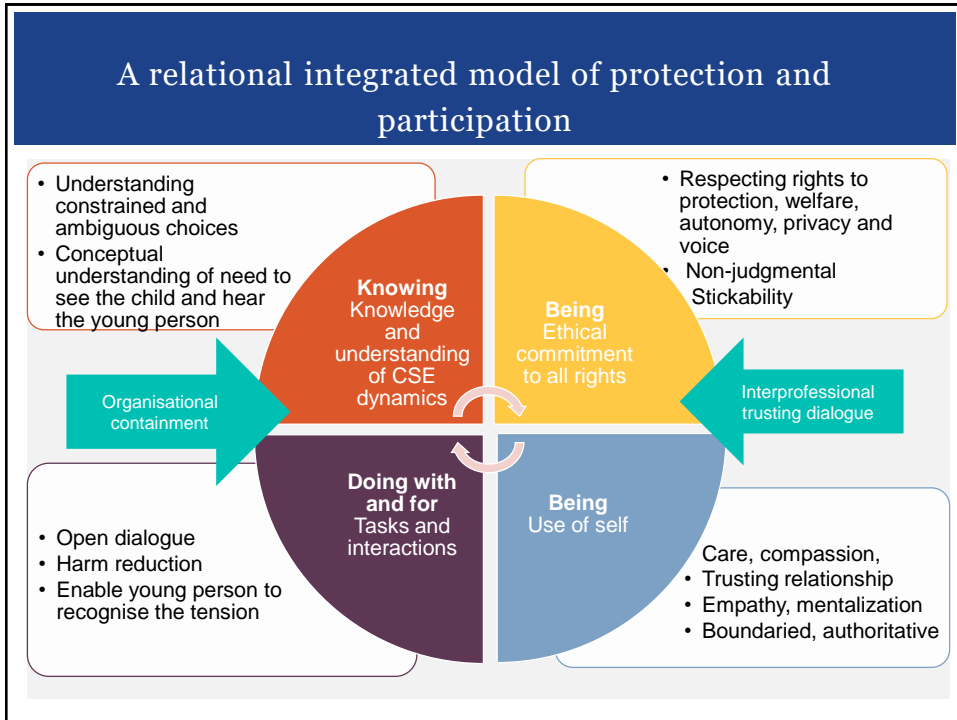 A relational integrated model of protection and
participation
• Understanding
constrained and
ambiguous choices
• Conceptual
understanding of need to
see the child and hear
the young person
Knowing
Knowledge
and
understanding
of CSE
dynamics
Being
Ethical
commitment
to all rights
• Respecting rights to
protection, welfare,
autonomy, privacy and
voice
• Non-judgmental
Stickability
Organisational
containment
Interprofessional
trusting dialogue
• Open dialogue
• Harm reduction
• Enable young person to
recognise the tension
Doing with
and for
Tasks and
interactions
Being
Use of self
Care, compassion,
• Trusting relationship
• Empathy, mentalization
• Boundaried, authoritative